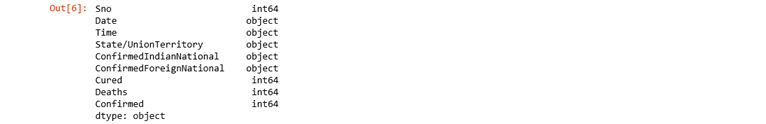 Out[6]: Sno int64
Date object
Time object
State/UnionTerritory object
ConfirmedIndianNational object
ConfirmedForeignNational object
Cured int64
Deaths int64
Confirmed int64
dtype: object